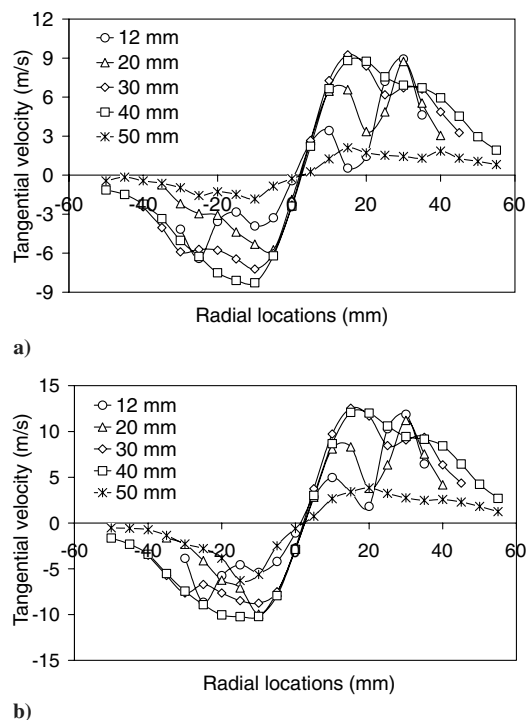 12
9
6
3
0
-3
-6
-9
Tangential velocity (m/s)
12 mm
20 mm
30 mm
40 mm
50 mm
-60 -40 -20 0 20 40 60
Radial locations (mm)
a)
15
10
5
0
-5
-10
-15
Tangential velocity (m/s)
12 mm
20 mm
30 mm
40 mm
50 mm
-60 -40 -20 0 20 40 60
Radial locations (mm)
b)